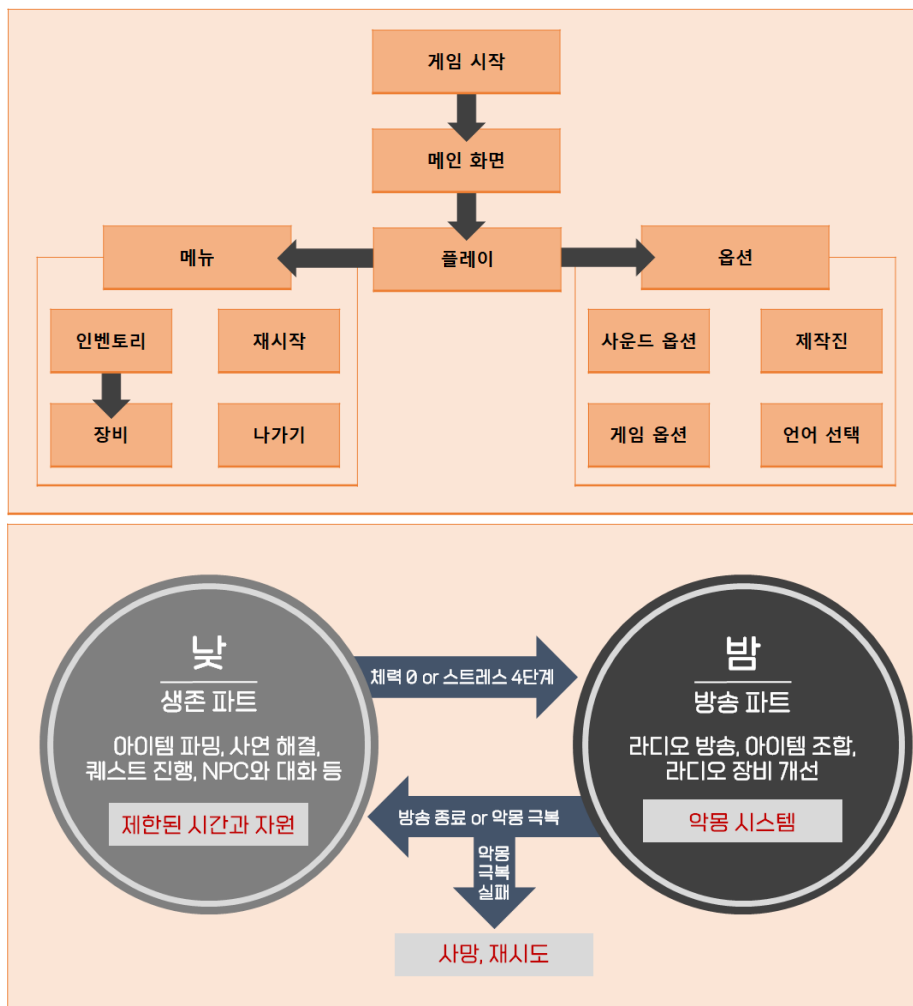 게임 시작
메인 화면
메뉴
플레이
옵션
인벤토리
재시작
사운드 옵션
제작진
장비
나가기
게임 옵션
언어 선택
낮
생존 파트
아이템 파밍, 사연 해결,
퀘스트 진행, NPC와 대화 등
제한된 시간과 자원
체력 0 or 스트레스 4단계
밤
방송 파트
라디오 방송, 아이템 조합,
라디오 장비 개선
악몽 시스템
방송 종료 or 악몽 극복
악몽
극복
실패
사망, 재시도